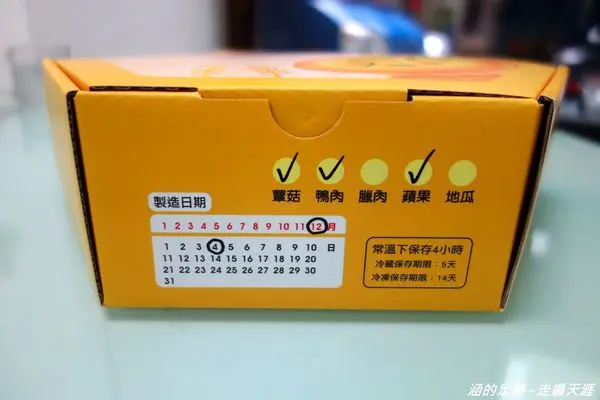 蕈菇 鴨肉 臘肉 蘋果 地瓜
製造日期
1 2 3 4 5 6 7 8 9 10 11 12 月
1 2 3 4 5 6 7 8 9 10 日
11 12 13 14 15 16 17 18 19 20
21 22 23 24 25 26 27 28 29 30
31
常溫下保存4小時
冷藏保存期限：5天
冷凍保存期限：14天
涵的足跡~走遍天涯